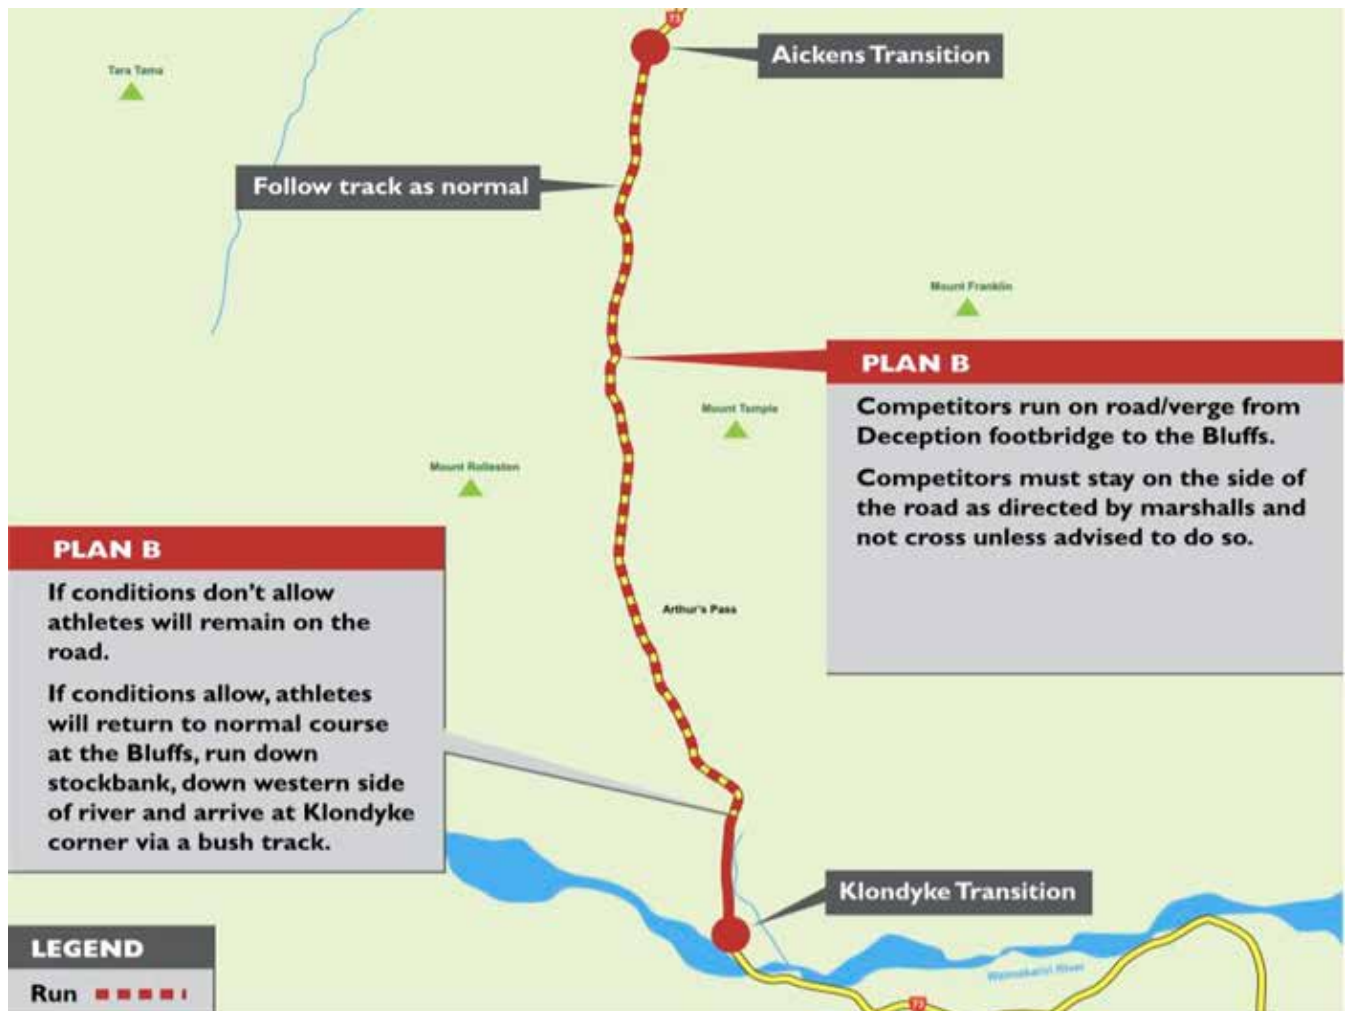 73
Aickens Transition
Tara Tama
Follow track as normal
Mount Franklin
PLAN B
Competitors run on road/verge from
Deception footbridge to the Bluffs.
Competitors must stay on the side of
the road as directed by marshalls and
not cross unless advised to do so.
Mount Temple
Mount Rolleston
PLAN B
If conditions don't allow
athletes will remain on the
road.
If conditions allow, athletes
will return to normal course
at the Bluffs, run down
stockbank, down western side
of river and arrive at Klondyke
corner via a bush track.
Arthur's Pass
Klondyke Transition
Waimakariri River
73
LEGEND
Run